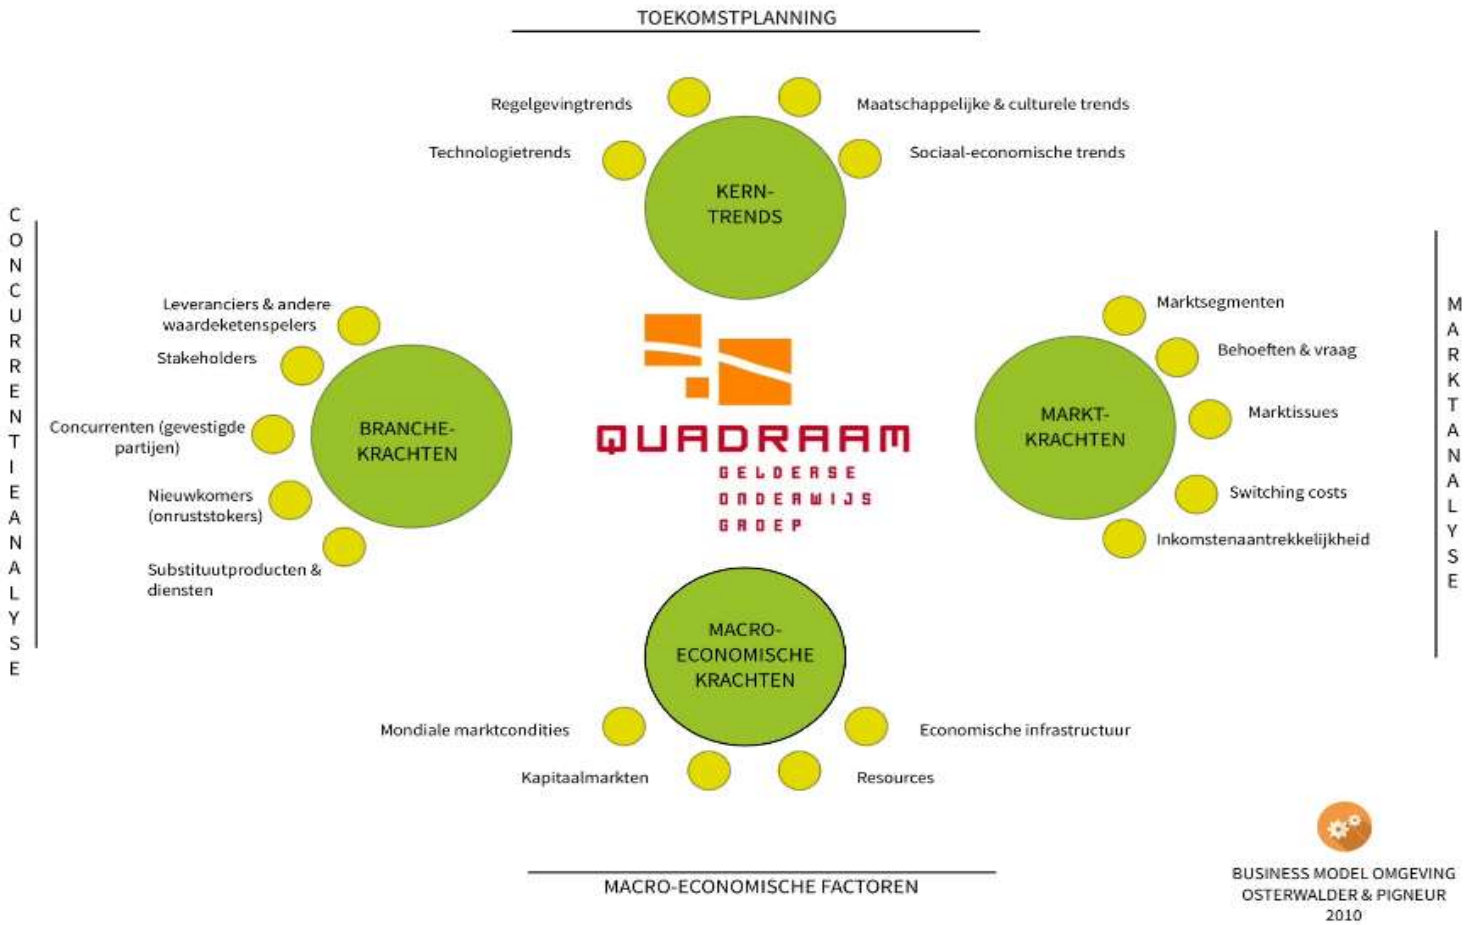 TOEKOMSTPLANNING
Regelgevingtrends
Maatschappelijke & culturele trends
Technologietrends
Sociaal-economische trends
KERN-
TRENDS
CONCURRENTIEANALYSE
Leveranciers & andere
waardeketenspelers
Stakeholders
Concurrenten (gevestigde
partijen)
Nieuwkomers
(onruststokers)
Substituutproducten &
diensten
BRANCHE-
KRACHTEN
QUADRAAM
GELDERSE
ONDERWIJS
GROEP
MARKT-
KRACHTEN
Marktsegmenten
Behoeften & vraag
Marktissues
Switching costs
Inkomstenaantrekkelijkheid
MARKTANALYSE
MACRO-
ECONOMISCHE
KRACHTEN
Mondiale marktcondities
Economische infrastructuur
Kapitaalmarkten
Resources
MACRO-ECONOMISCHE FACTOREN
BUSINESS MODEL OMGEVING
OSTERWALDER & PIGNEUR
2010